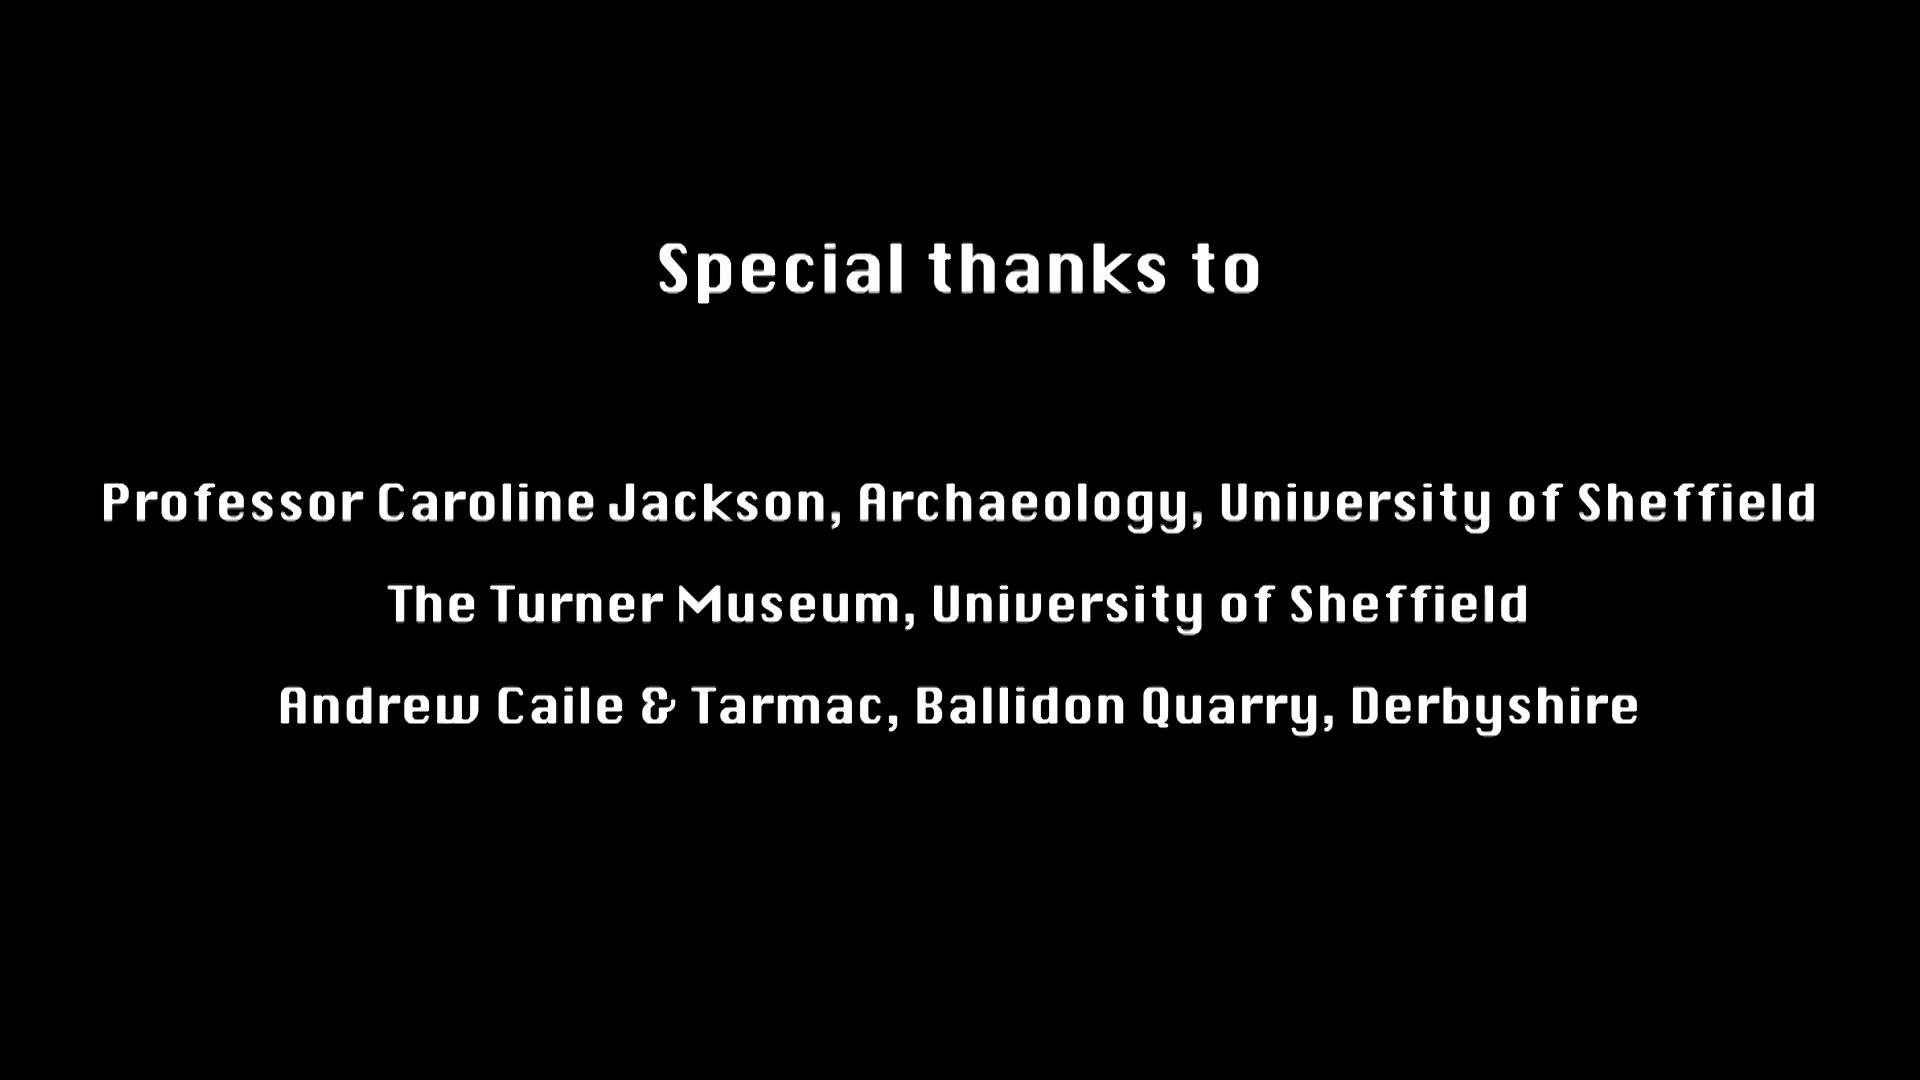 Special thanks to
Professor Caroline Jackson, Archaeology, University of Sheffield
The Turner Museum, University of Sheffield
Andrew Caile & Tarmac, Ballidon Quarry, Derbyshire